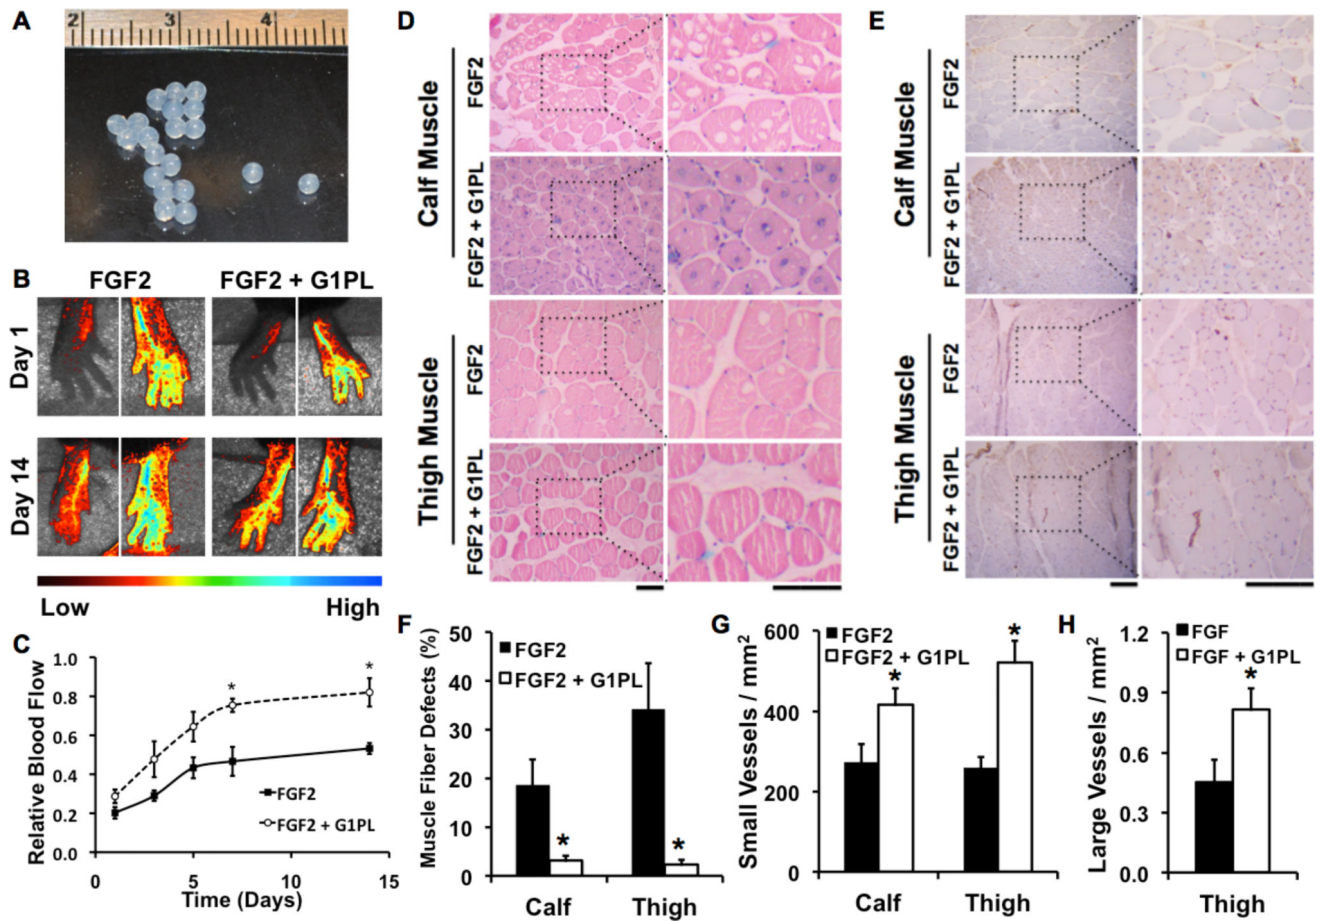 A
2 3 4
B
FGF2 FGF2 + G1PL
Day 1
Day 14
Low High
C
Relative Blood Flow
1.0
0.8
0.6
0.4
0.2
0.0
0 5 10 15
Time (Days)
* *
FGF2
FGF2 + G1PL
D
Calf Muscle
FGF2
FGF2 + G1PL
Thigh Muscle
FGF2
FGF2 + G1PL
E
Calf Muscle
FGF2
FGF2 + G1PL
Thigh Muscle
FGF2
FGF2 + G1PL
F
Muscle Fiber Defects (%)
50
40
30
20
10
0
FGF2
FGF2 + G1PL
* *
Calf Thigh
G
Small Vessels / mm2
600
400
200
0
FGF2
FGF2 + G1PL
* *
Calf Thigh
H
Large Vessels / mm2
1.2
0.9
0.6
0.3
0.0
FGF
FGF + G1PL
*
Thigh